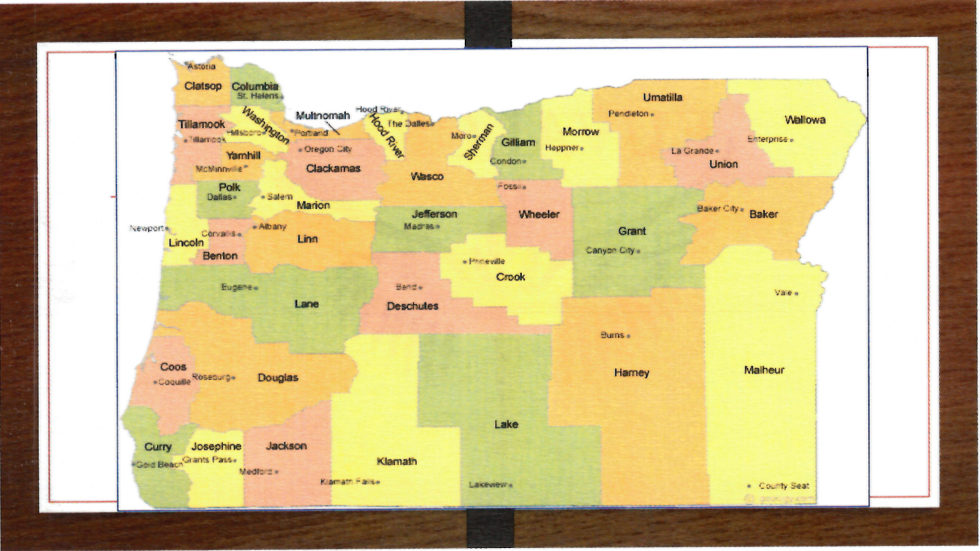 Astoria
Clatsop
Columbia
St. Helens
Tillamook
Tillamook
Washington
Hillsboro
Multnomah
Portland
Hood River
Hood River
The Dalles
Oregon City
Clackamas
Yamhill
McMinnville
Wasco
Moro
Sherman
Gilliam
Condon
Morrow
Heppner
Umatilla
Pendleton
Wallowa
Enterprise
La Grande
Union
Polk
Dallas
Salem
Marion
Fossil
Wheeler
Jefferson
Madras
Baker City
Baker
Grant
Canyon City
Newport
Lincoln
Corvallis
Benton
Albany
Linn
Prineville
Crook
Eugene
Lane
Bend
Deschutes
Vale
Burns
Harney
Malheur
Coos
Coquille
Roseburg
Douglas
Lake
Lakeview
Curry
Gold Beach
Josephine
Grants Pass
Jackson
Medford
Klamath
Klamath Falls
County Seat